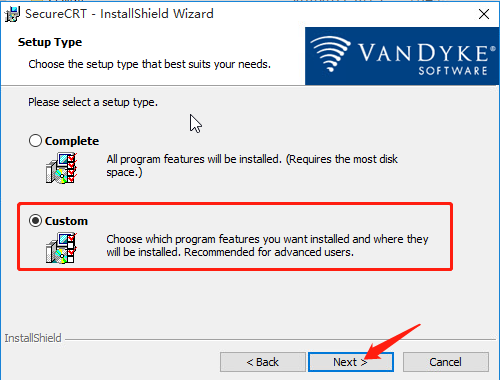 SecureCRT - InstallShield Wizard
Setup Type
Choose the setup type that best suits your needs.
VANDYKE
SOFTWARE
Please select a setup type.
Complete
All program features will be installed. (Requires the most disk
space.)
Custom
Choose which program features you want installed and where they
will be installed. Recommended for advanced users.
InstallShield
< Back
Next >
Cancel